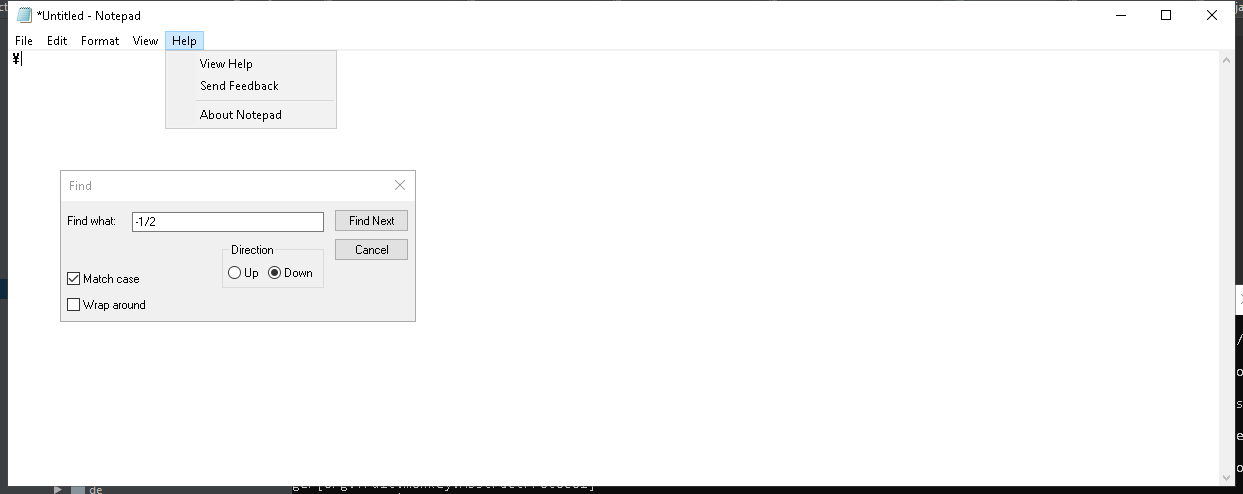 *Untitled - Notepad
File Edit Format View Help
¥
View Help
Send Feedback
About Notepad
Find
Find what: -1/2 Find Next
Direction Cancel
Up Down
Match case
Wrap around
de